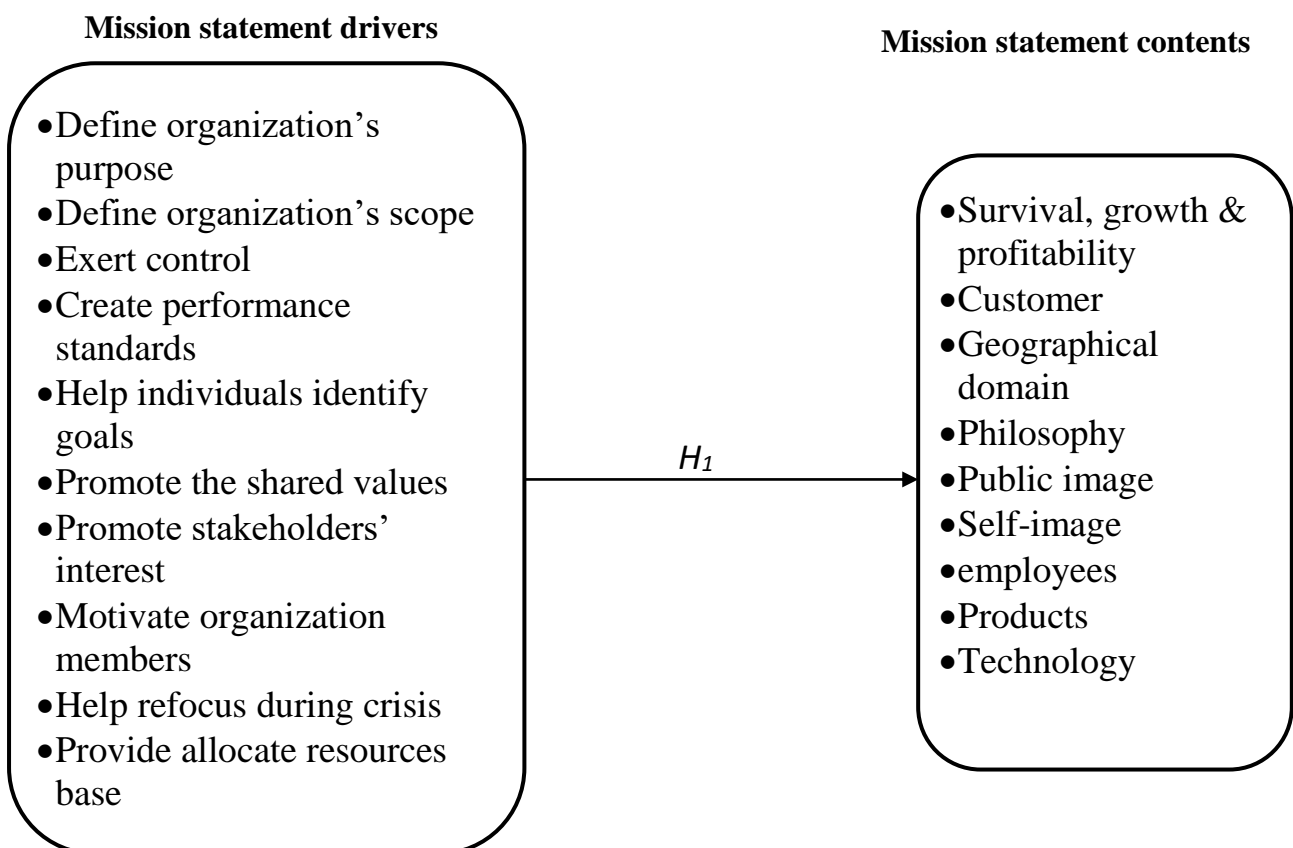 Mission statement drivers
•Define organization’s
purpose
•Define organization’s scope
•Exert control
•Create performance
standards
•Help individuals identify
goals
•Promote the shared values
•Promote stakeholders’
interest
•Motivate organization
members
•Help refocus during crisis
•Provide allocate resources
base
H1
Mission statement contents
•Survival, growth &
profitability
•Customer
•Geographical
domain
•Philosophy
•Public image
•Self-image
•employees
•Products
•Technology